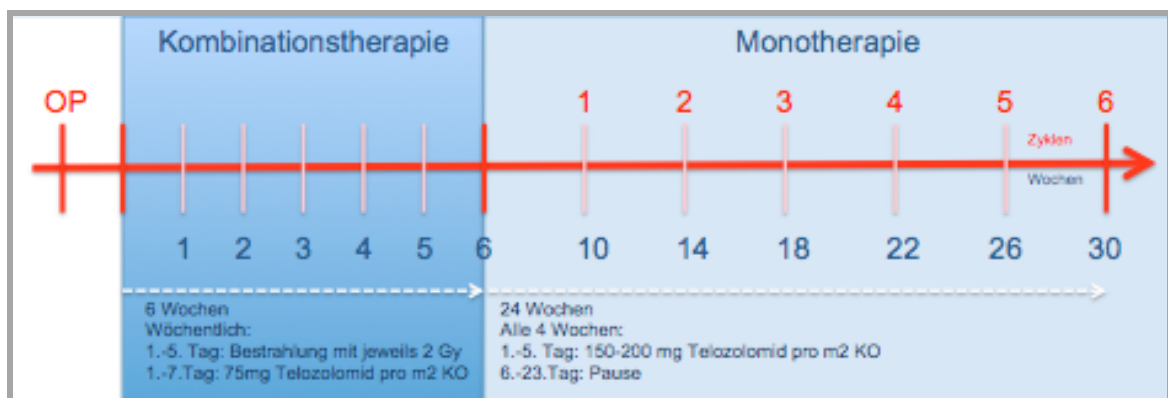 Kombinationstherapie
Monotherapie
OP
1 2 3 4 5 6
Zyklen
Wochen
1 2 3 4 5 6 10 14 18 22 26 30
6 Wochen
Wöchentlich:
1.-5. Tag: Bestrahlung mit jeweils 2 Gy
1.-7.Tag: 75mg Telozolomid pro m2 KO
24 Wochen
Alle 4 Wochen:
1.-5. Tag: 150-200 mg Telozolomid pro m2 KO
6.-23.Tag: Pause